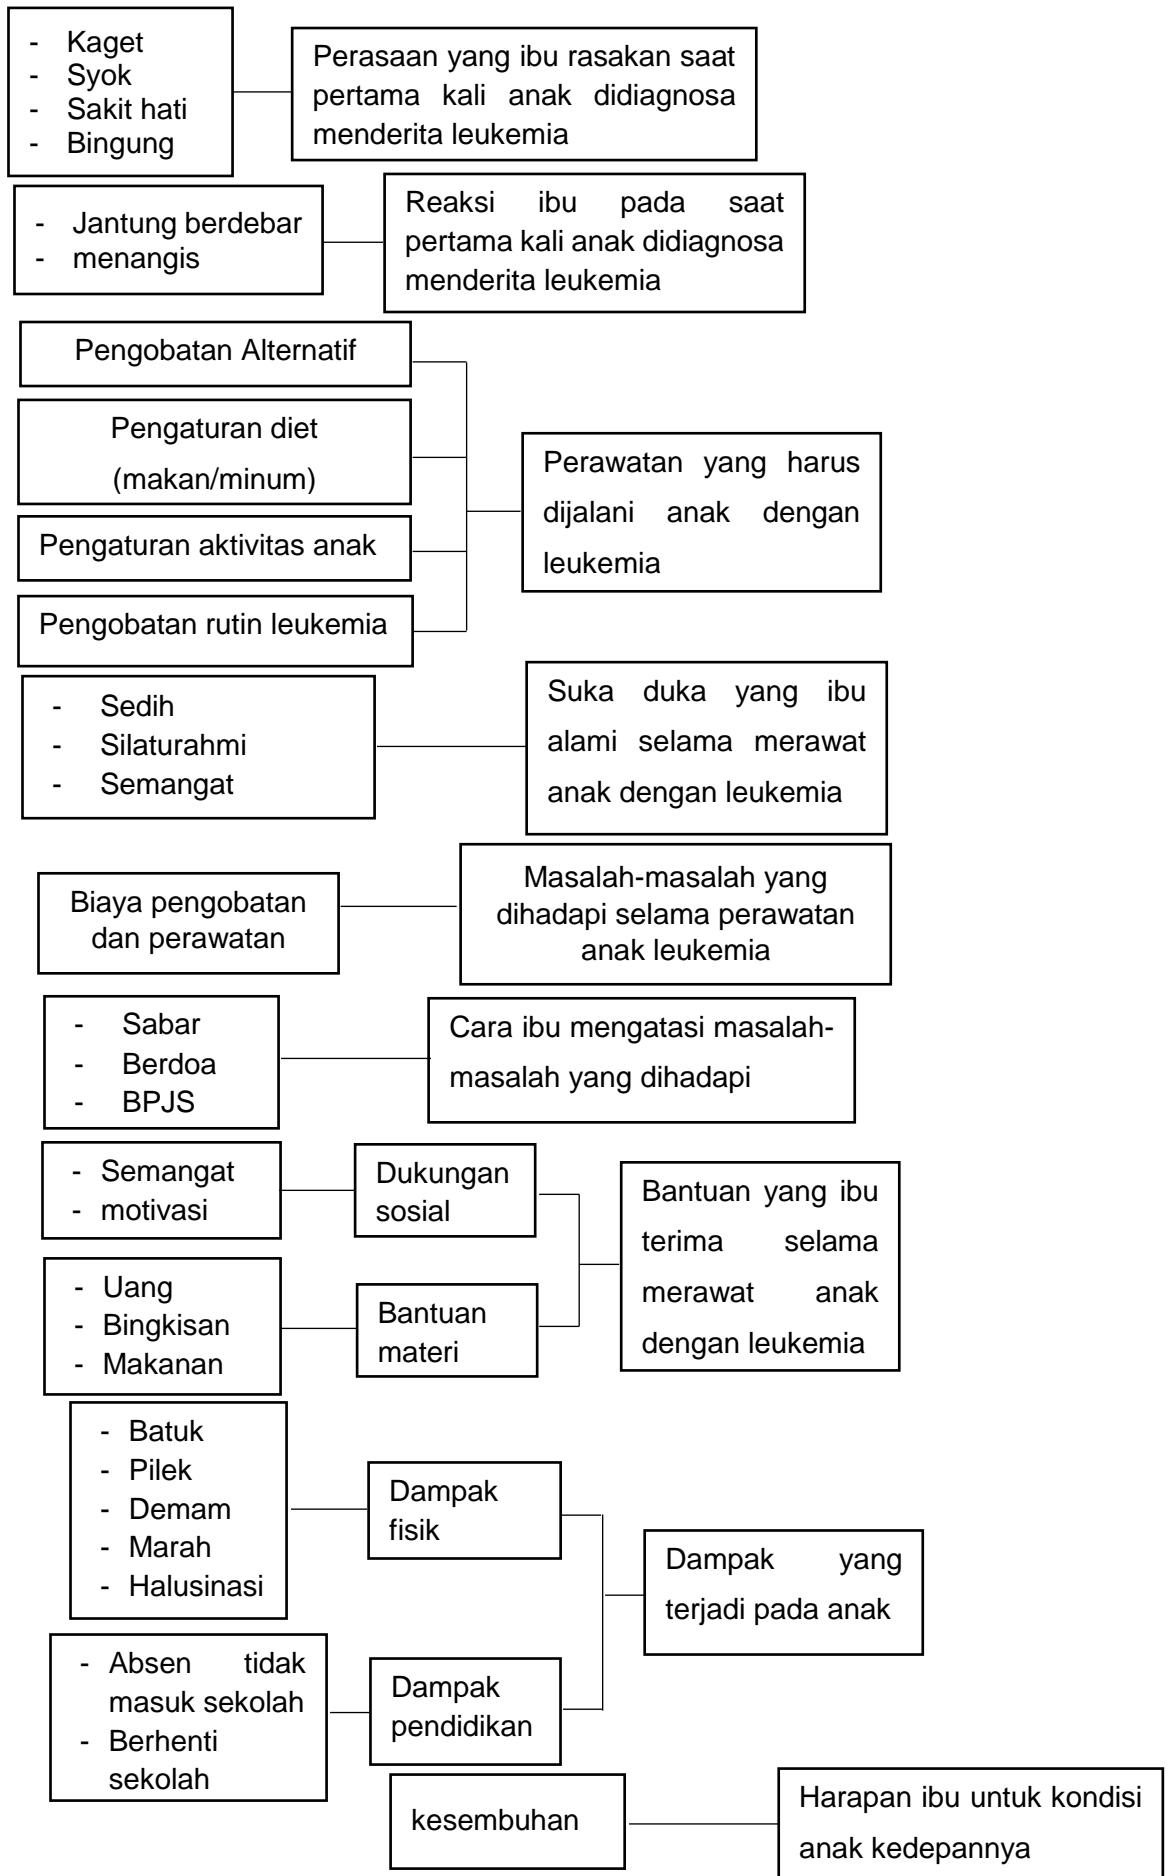 - Kaget
- Syok
- Sakit hati
- Bingung
Perasaan yang ibu rasakan saat
pertama kali anak didiagnosa
menderita leukemia
- Jantung berdebar
- menangis
Reaksi ibu pada saat
pertama kali anak didiagnosa
menderita leukemia
Pengobatan Alternatif
Pengaturan diet
(makan/minum)
Pengaturan aktivitas anak
Pengobatan rutin leukemia
Perawatan yang harus
dijalani anak dengan
leukemia
- Sedih
- Silaturahmi
- Semangat
Suka duka yang ibu
alami selama merawat
anak dengan leukemia
Biaya pengobatan
dan perawatan
Masalah-masalah yang
dihadapi selama perawatan
anak leukemia
- Sabar
- Berdoa
- BPJS
Cara ibu mengatasi masalah-
masalah yang dihadapi
- Semangat
- motivasi
Dukungan
sosial
- Uang
- Bingkisan
- Makanan
Bantuan
materi
Bantuan yang ibu
terima selama
merawat anak
dengan leukemia
- Batuk
- Pilek
- Demam
- Marah
- Halusinasi
Dampak
fisik
- Absen tidak
masuk sekolah
- Berhenti
sekolah
Dampak
pendidikan
Dampak yang
terjadi pada anak
kesembuhan
Harapan ibu untuk kondisi
anak kedepannya